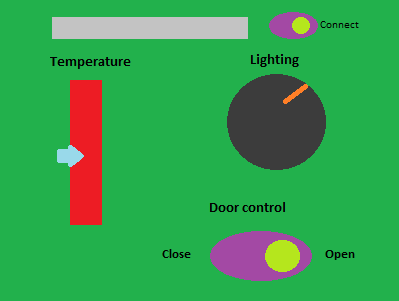 Connect
Temperature
Lighting
Door control
Close
Open